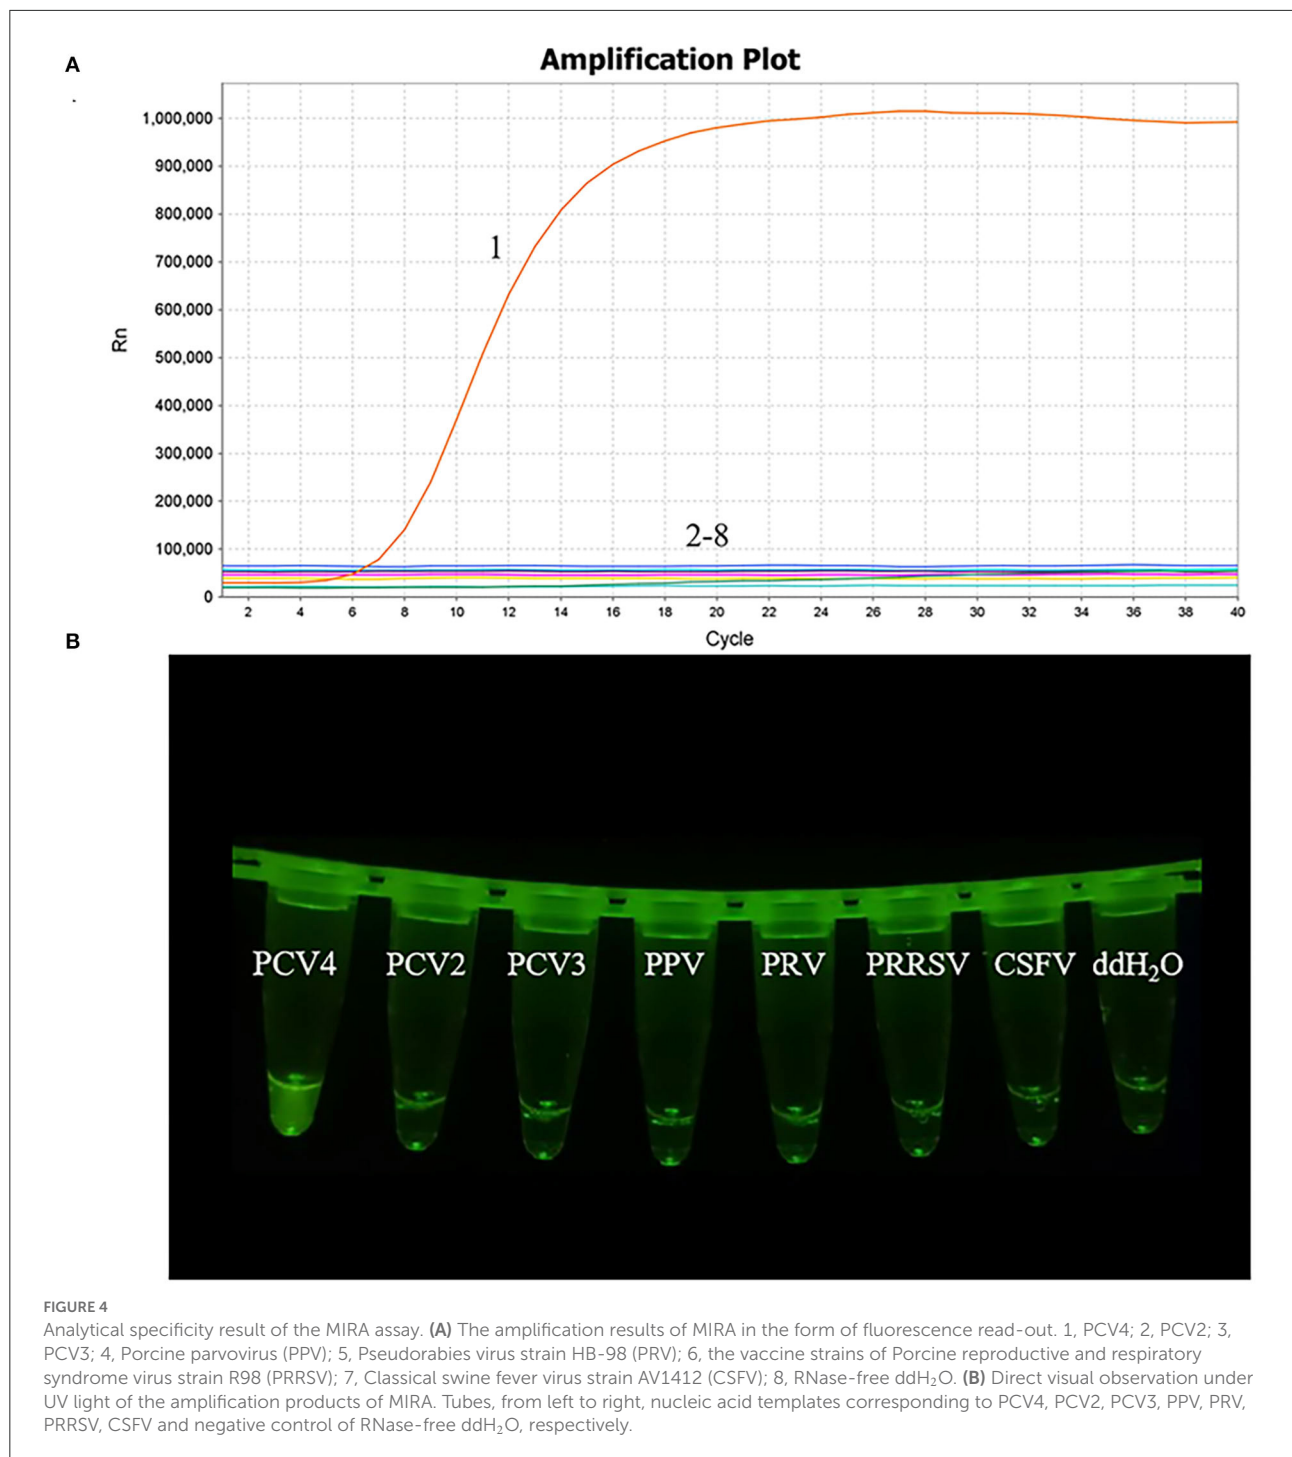 A
Amplification Plot
1,000,000
900,000
800,000
700,000
600,000
500,000
400,000
300,000
200,000
100,000
0
Rn
1
2-8
2 4 6 8 10 12 14 16 18 20 22 24 26 28 30 32 34 36 38 40
Cycle
B
PCV4 PCV2 PCV3 PPV PRV PRRSV CSFV ddH₂O
FIGURE 4
Analytical specificity result of the MIRA assay. (A) The amplification results of MIRA in the form of fluorescence read-out. 1, PCV4; 2, PCV2; 3,
PCV3; 4, Porcine parvovirus (PPV); 5, Pseudorabies virus strain HB-98 (PRV); 6, the vaccine strains of Porcine reproductive and respiratory
syndrome virus strain R98 (PRRSV); 7, Classical swine fever virus strain AV1412 (CSFV); 8, RNase-free ddH₂O. (B) Direct visual observation under
UV light of the amplification products of MIRA. Tubes, from left to right, nucleic acid templates corresponding to PCV4, PCV2, PCV3, PPV, PRV,
PRRSV, CSFV and negative control of RNase-free ddH₂O, respectively.